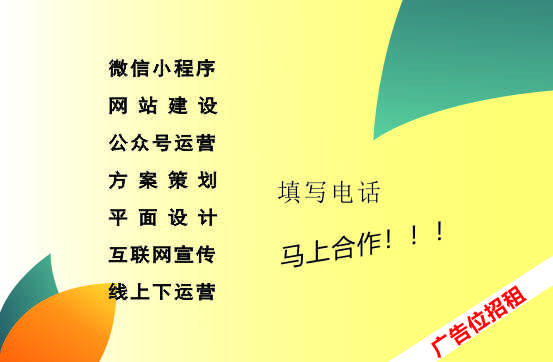 微信小程序
网站建设
公众号运营
方案策划
平面设计
互联网宣传
线上下运营
填写电话
马上合作！！！
广告位招租